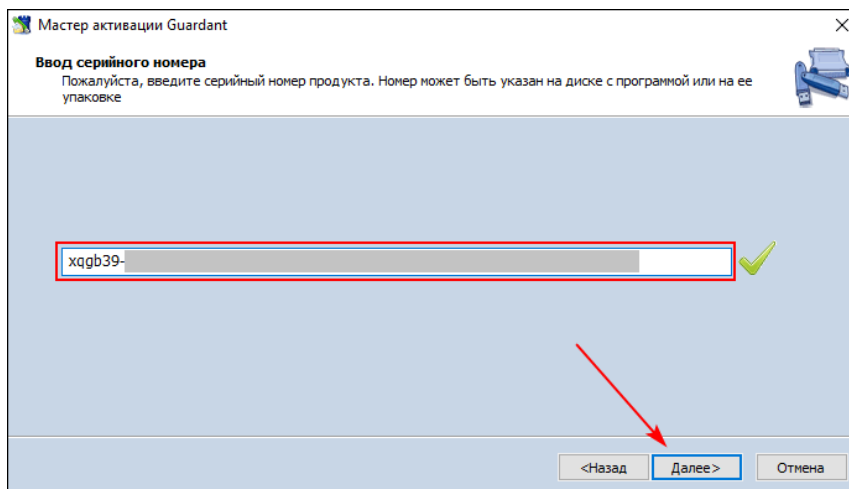 Мастер активации Guardant
Ввод серийного номера
Пожалуйста, введите серийный номер продукта. Номер может быть указан на диске с программой или на ее
упаковке
xqgb39-
<Назад
Далее>
Отмена